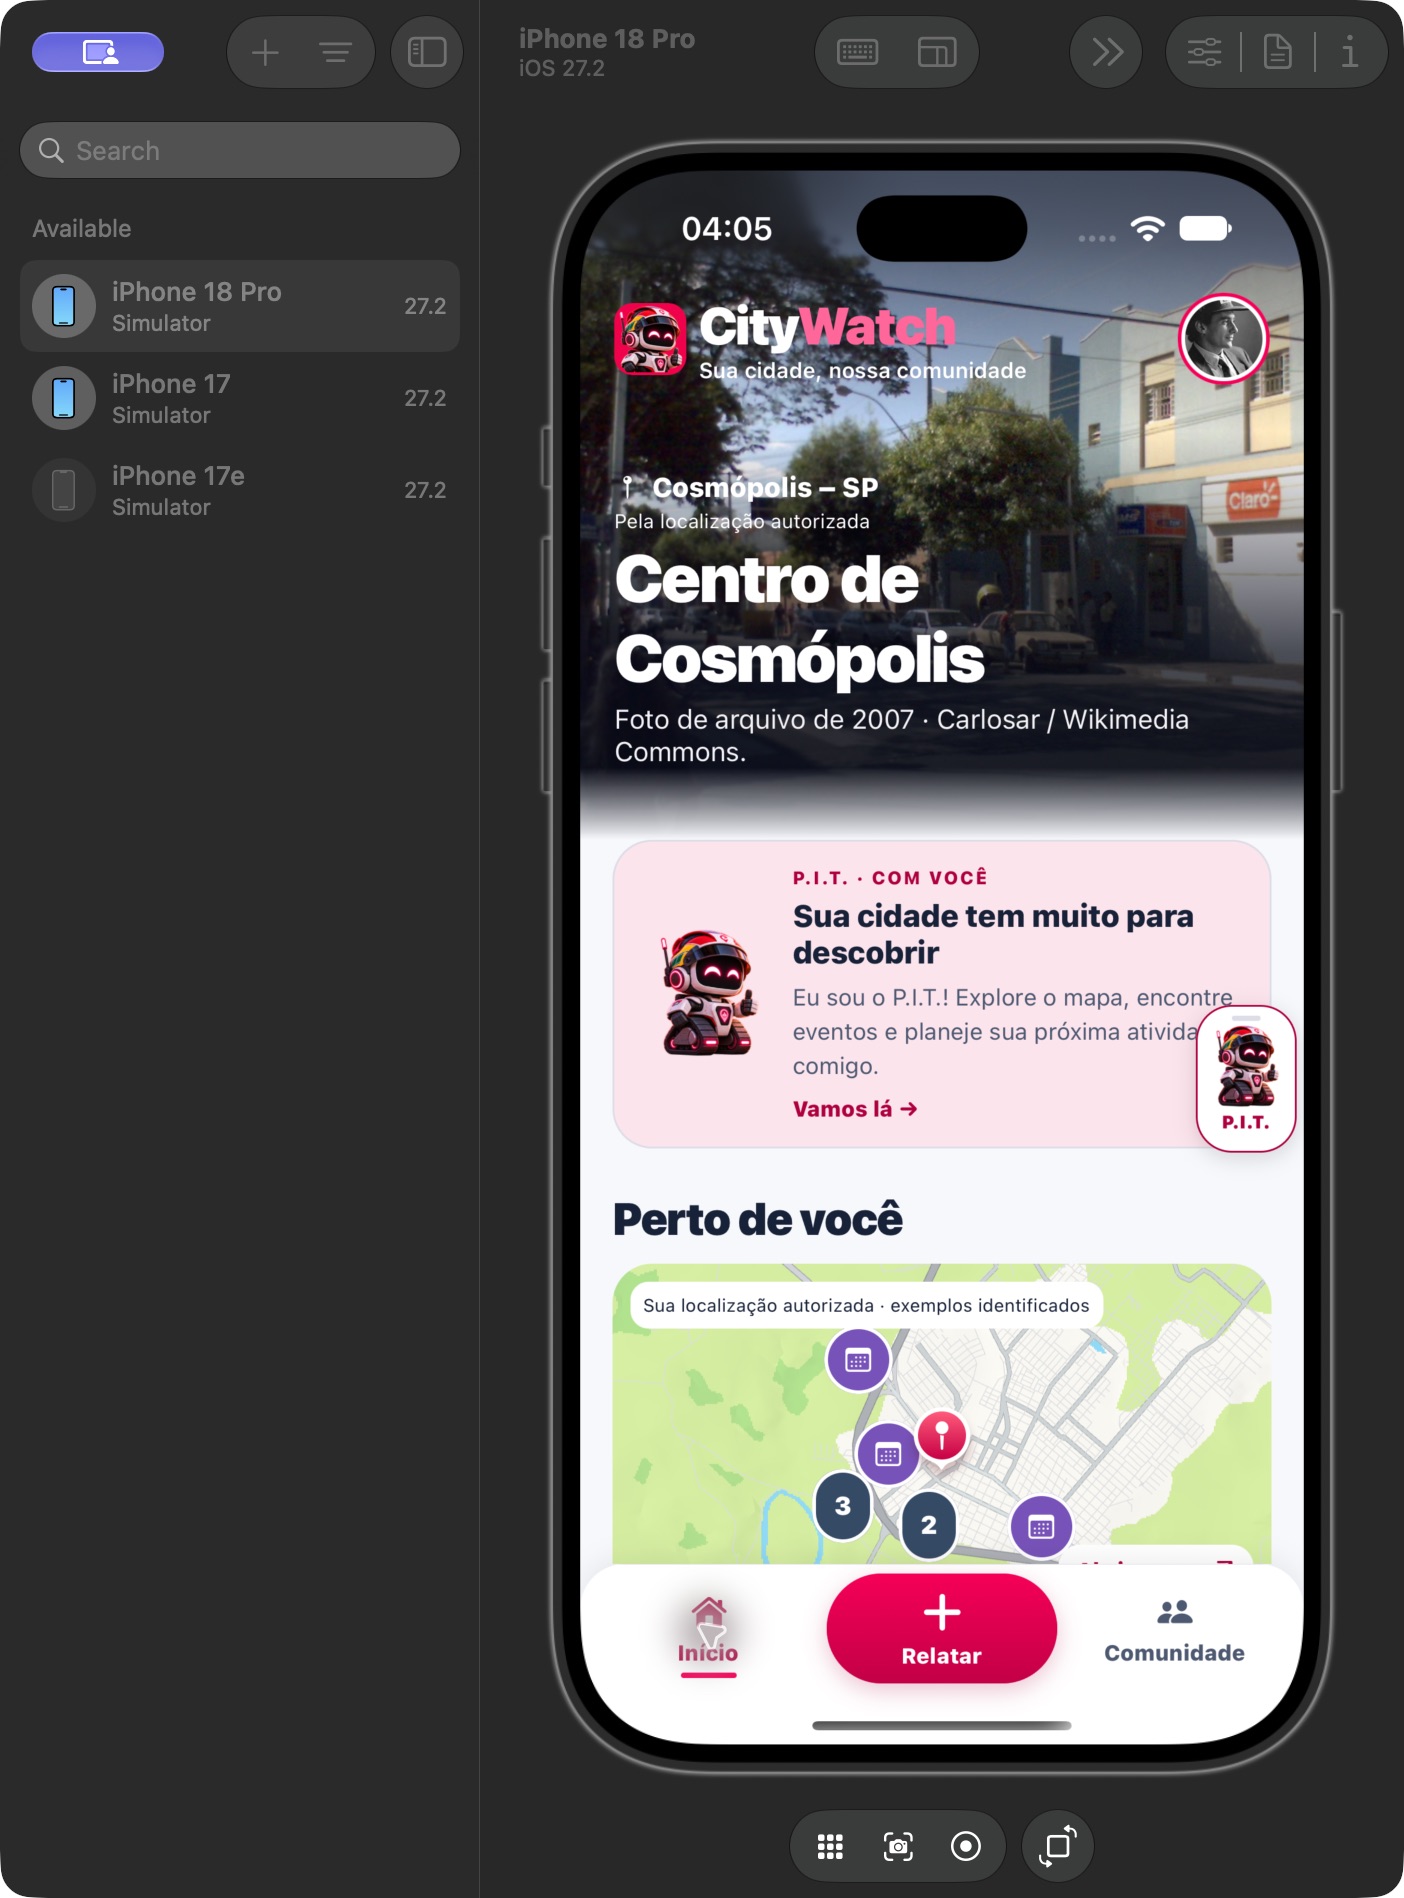 iPhone 18 Pro
iOS 27.2
Search
Available
iPhone 18 Pro
Simulator
27.2
iPhone 17
Simulator
27.2
iPhone 17e
Simulator
27.2
04:05
CityWatch
Sua cidade, nossa comunidade
Cosmópolis – SP
Pela localização autorizada
Claro
Centro de
Cosmópolis
Foto de arquivo de 2007 · Carlosar / Wikimedia
Commons.
P.I.T. · COM VOCÊ
Sua cidade tem muito para
descobrir
Eu sou o P.I.T.! Explore o mapa, encontre
eventos e planeje sua próxima ativida
comigo.
Vamos lá →
P.I.T.
Perto de você
Sua localização autorizada · exemplos identificados
3
2
Início
Relatar
Comunidade